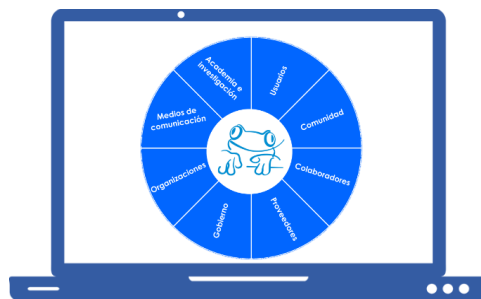 Academia e
investigación
Usuarios
Comunidad
Colaboradores
Proveedores
Gobierno
Organizaciones
Medios de
comunicación